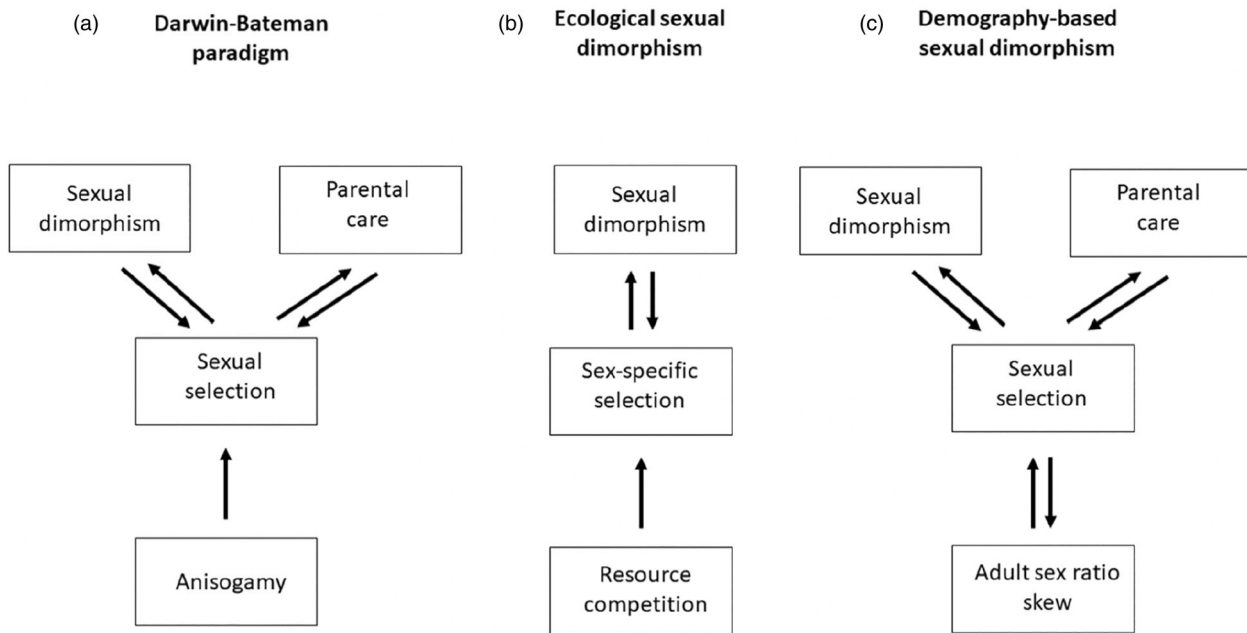 (a)
Darwin-Bateman
paradigm
Sexual
dimorphism
Parental
care
Sexual
selection
Anisogamy
(b)
Ecological sexual
dimorphism
Sexual
dimorphism
Sex-specific
selection
Resource
competition
(c)
Demography-based
sexual dimorphism
Sexual
dimorphism
Parental
care
Sexual
selection
Adult sex ratio
skew